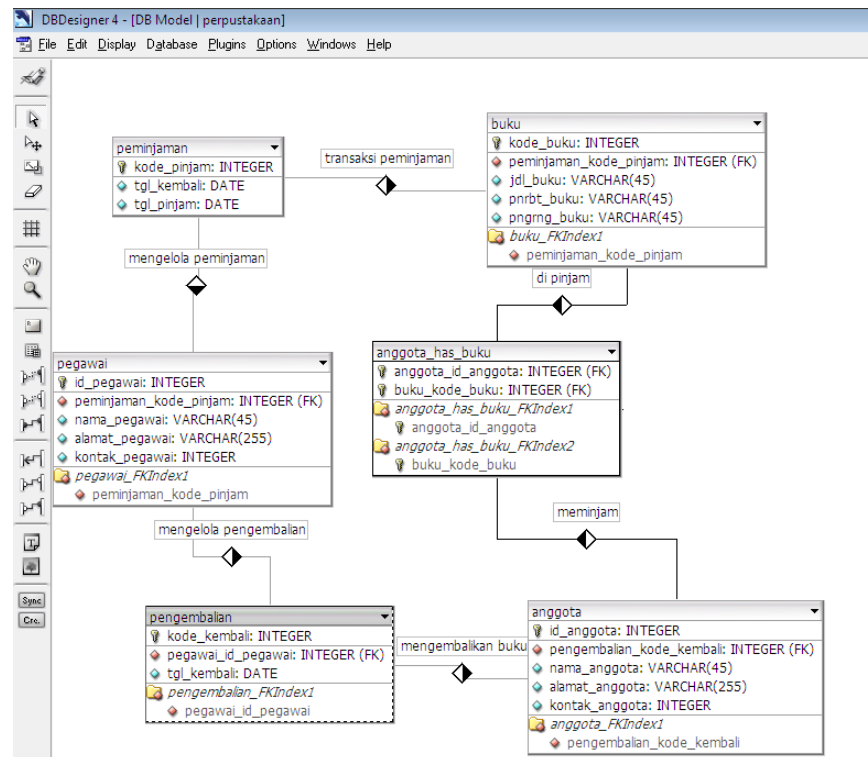 DBDesigner 4 - [DB Model | perpustakaan]
File Edit Display Database Plugins Options Windows Help
peminjaman
kode_pinjam: INTEGER
tgl_kembali: DATE
tgl_pinjam: DATE
transaksi peminjaman
buku
kode_buku: INTEGER
peminjaman_kode_pinjam: INTEGER (FK)
jdl_buku: VARCHAR(45)
pnrbt_buku: VARCHAR(45)
pngrng_buku: VARCHAR(45)
buku_FKIndex1
peminjaman_kode_pinjam
mengelola peminjaman
di pinjam
pegawai
id_pegawai: INTEGER
peminjaman_kode_pinjam: INTEGER (FK)
nama_pegawai: VARCHAR(45)
alamat_pegawai: VARCHAR(255)
kontak_pegawai: INTEGER
pegawai_FKIndex1
peminjaman_kode_pinjam
anggota_has_buku
anggota_id_anggota: INTEGER (FK)
buku_kode_buku: INTEGER (FK)
anggota_has_buku_FKIndex1
anggota_id_anggota
anggota_has_buku_FKIndex2
buku_kode_buku
mengelola pengembalian
meminjam
pengembalian
kode_kembali: INTEGER
pegawai_id_pegawai: INTEGER (FK)
tgl_kembali: DATE
pengembalian_FKIndex1
pegawai_id_pegawai
mengembalikan buku
anggota
id_anggota: INTEGER
pengembalian_kode_kembali: INTEGER (FK)
nama_anggota: VARCHAR(45)
alamat_anggota: VARCHAR(255)
kontak_anggota: INTEGER
anggota_FKIndex1
pengembalian_kode_kembali
Sync
Cre.